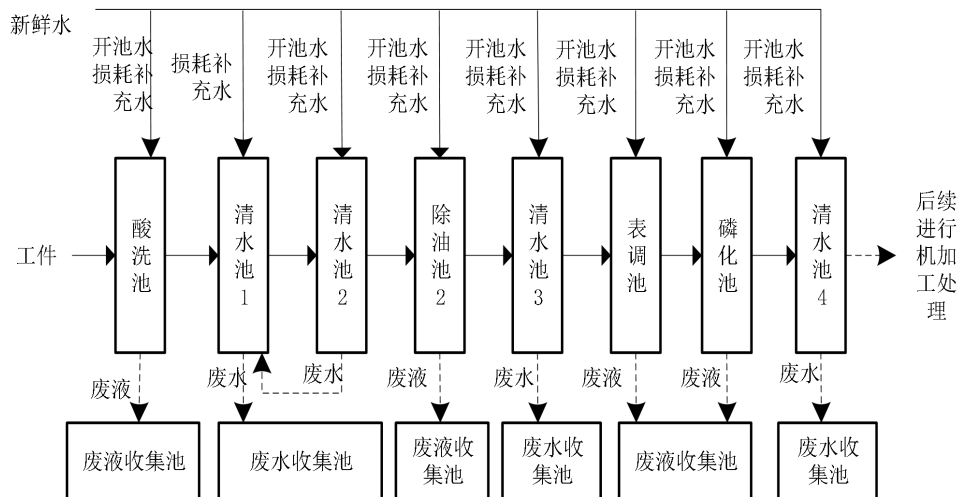 新鲜水
开池水
损耗补
充水
损耗补
充水
开池水
损耗补
充水
开池水
损耗补
充水
开池水
损耗补
充水
开池水
损耗补
充水
开池水
损耗补
充水
开池水
损耗补
充水
工件
酸洗池
清水池1
清水池2
除油池2
清水池3
表调池
磷化池
清水池4
后续
进行
机加
工处
理
废液
废水
废水
废液
废水
废液
废液
废水
废液收集池
废水收集池
废液收
集池
废水收
集池
废液收集池
废水收
集池